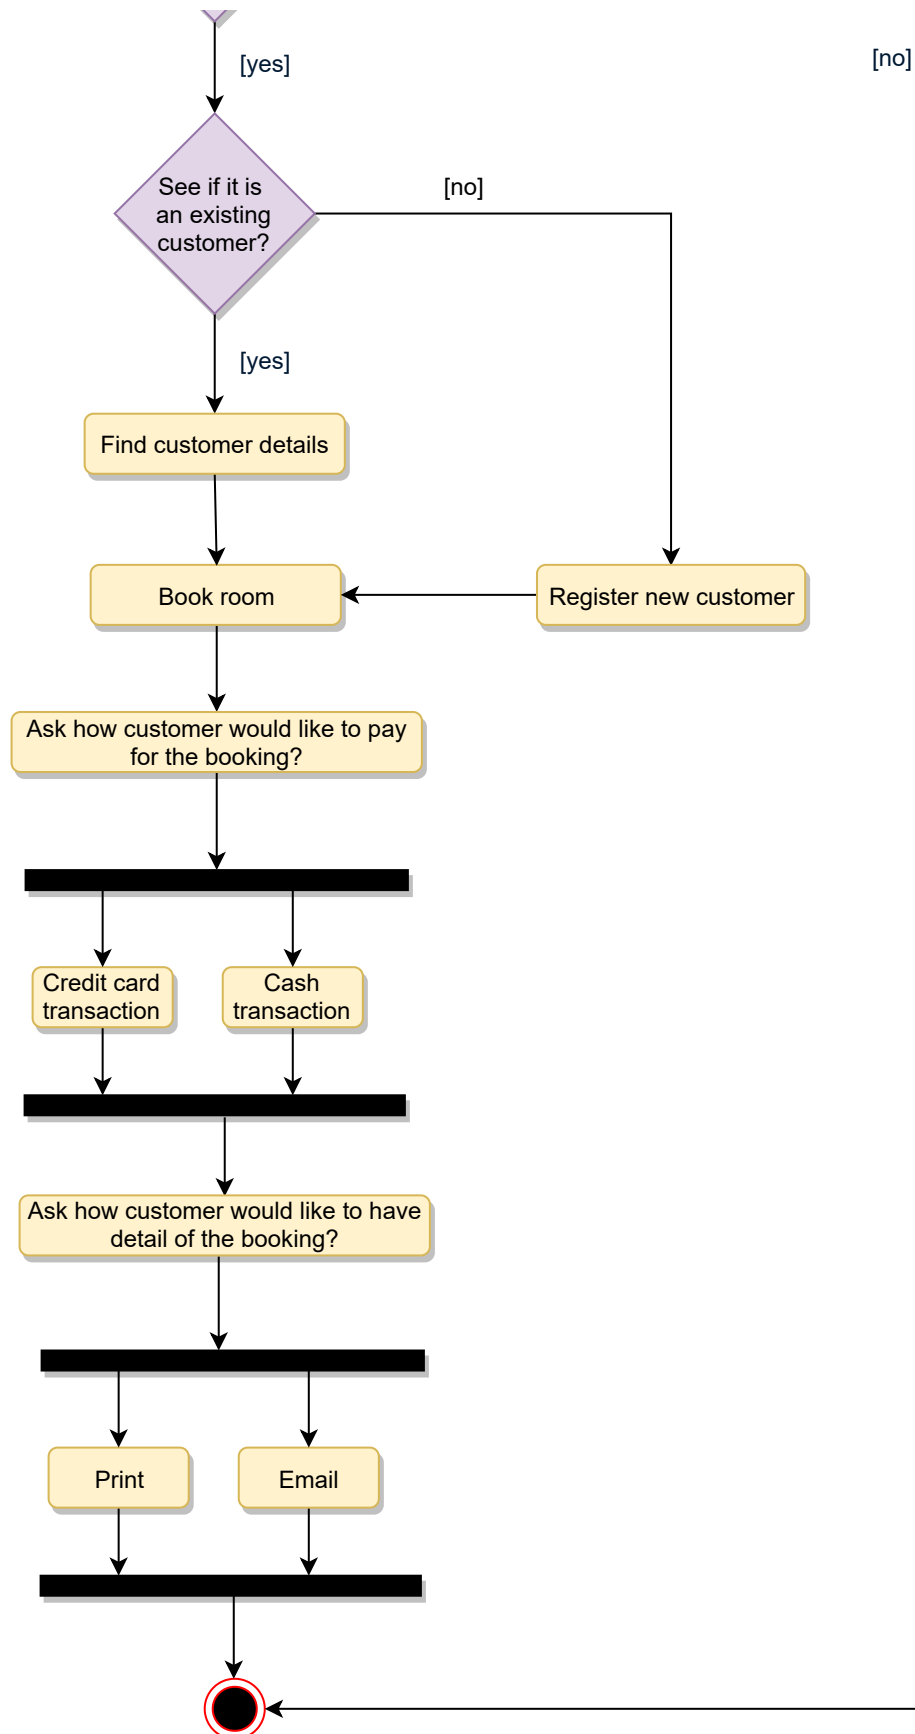 [yes]
[no]
See if it is
an existing
customer?
[no]
[yes]
Find customer details
Book room
Register new customer
Ask how customer would like to pay
for the booking?
Credit card
transaction
Cash
transaction
Ask how customer would like to have
detail of the booking?
Print
Email